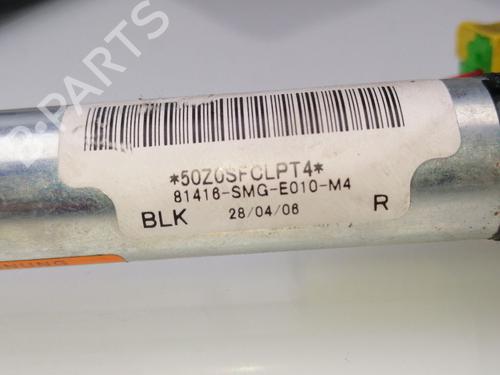 B-PARTS
*50Z0SFCLPT4*
81416-SMG-E010-M4
BLK 28/04/06 R